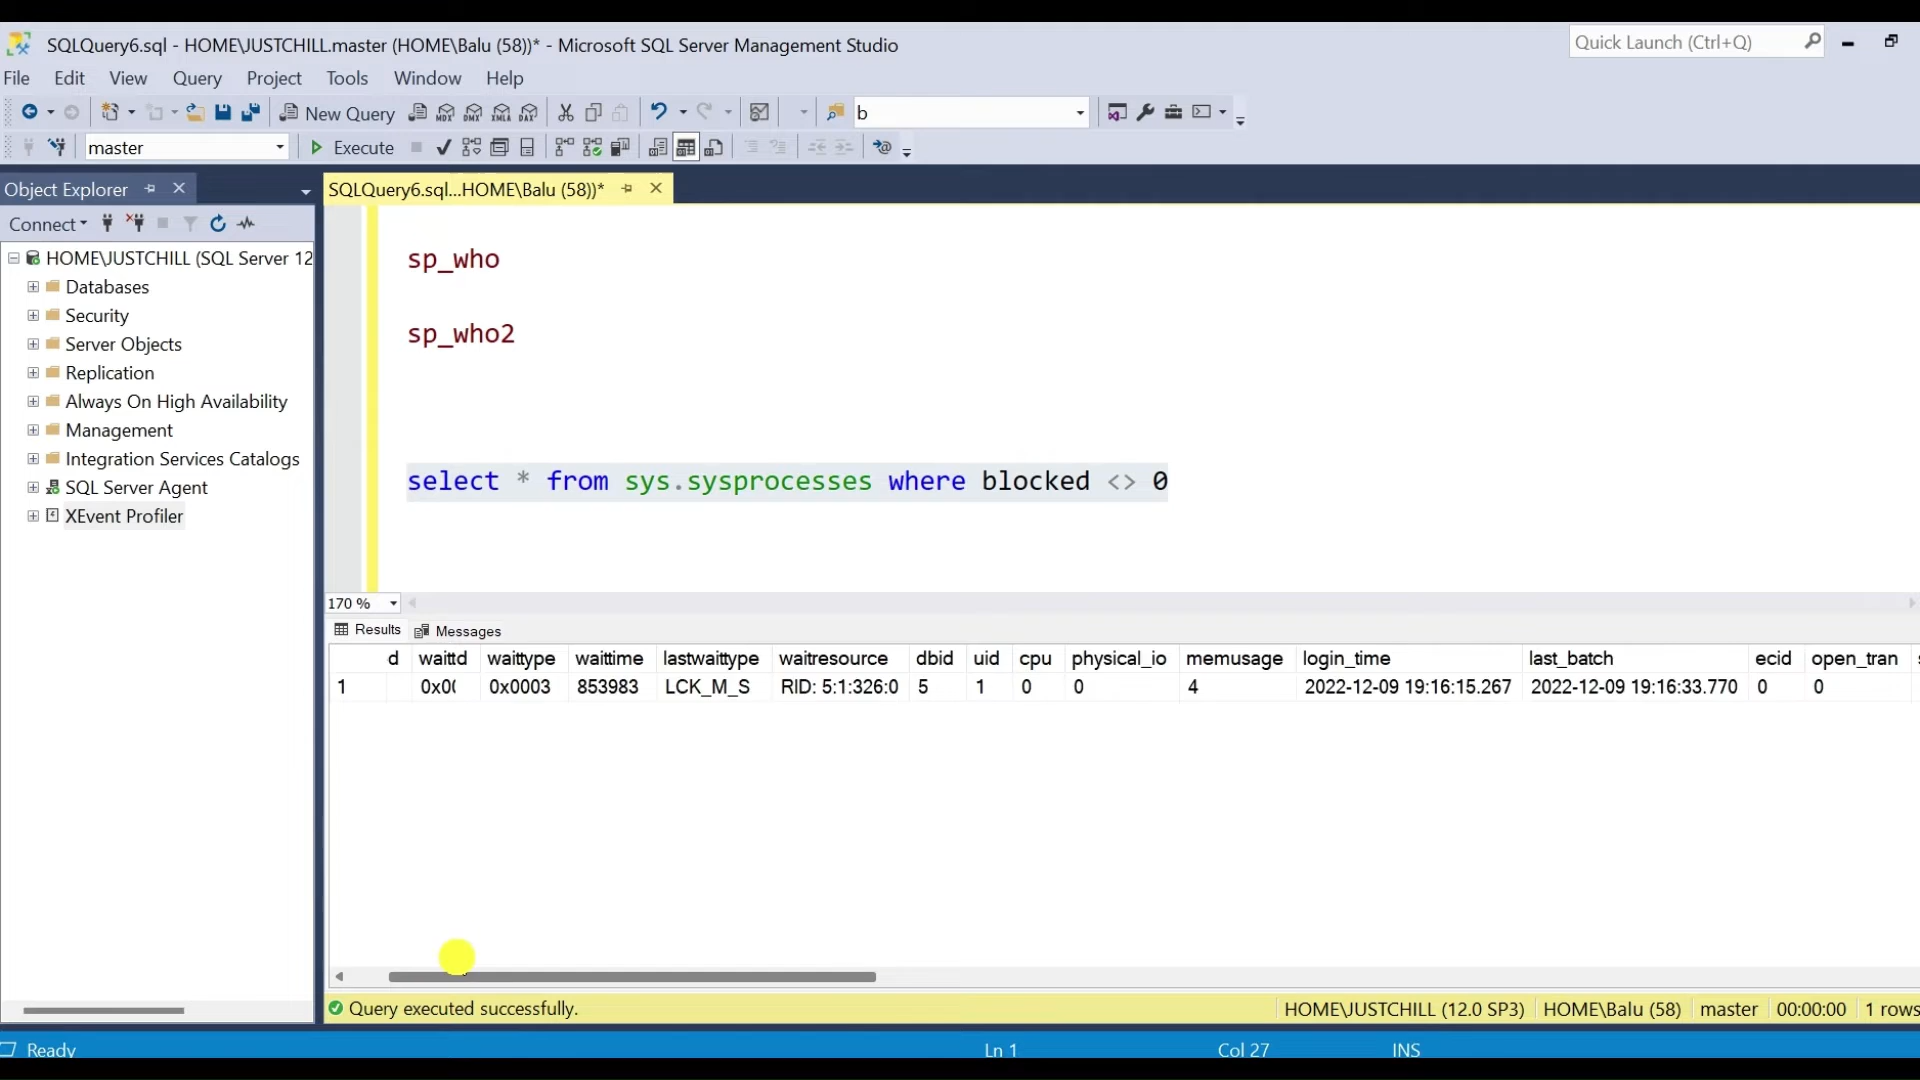 SQLQuery6.sql - HOME\JUSTCHILL.master (HOME\Balu (58))* - Microsoft SQL Server Management Studio
Quick Launch (Ctrl+Q)
File Edit View Query Project Tools Window Help
New Query MDX DMX XMLA DAX b
master Execute
Object Explorer
SQLQuery6.sql...HOME\Balu (58))*
Connect
HOME\JUSTCHILL (SQL Server 12
Databases
Security
Server Objects
Replication
Always On High Availability
Management
Integration Services Catalogs
SQL Server Agent
XEvent Profiler
sp_who
sp_who2
select * from sys.sysprocesses where blocked <> 0
170 %
Results Messages
d waittd waittype waittime lastwaittype waitresource dbid uid cpu physical_io memusage login_time last_batch ecid open_tran
1 0x00 0x0003 853983 LCK_M_S RID: 5:1:326:0 5 1 0 0 4 2022-12-09 19:16:15.267 2022-12-09 19:16:33.770 0 0
Query executed successfully. HOME\JUSTCHILL (12.0 SP3) HOME\Balu (58) master 00:00:00 1 rows
Ready Ln 1 Col 27 INS